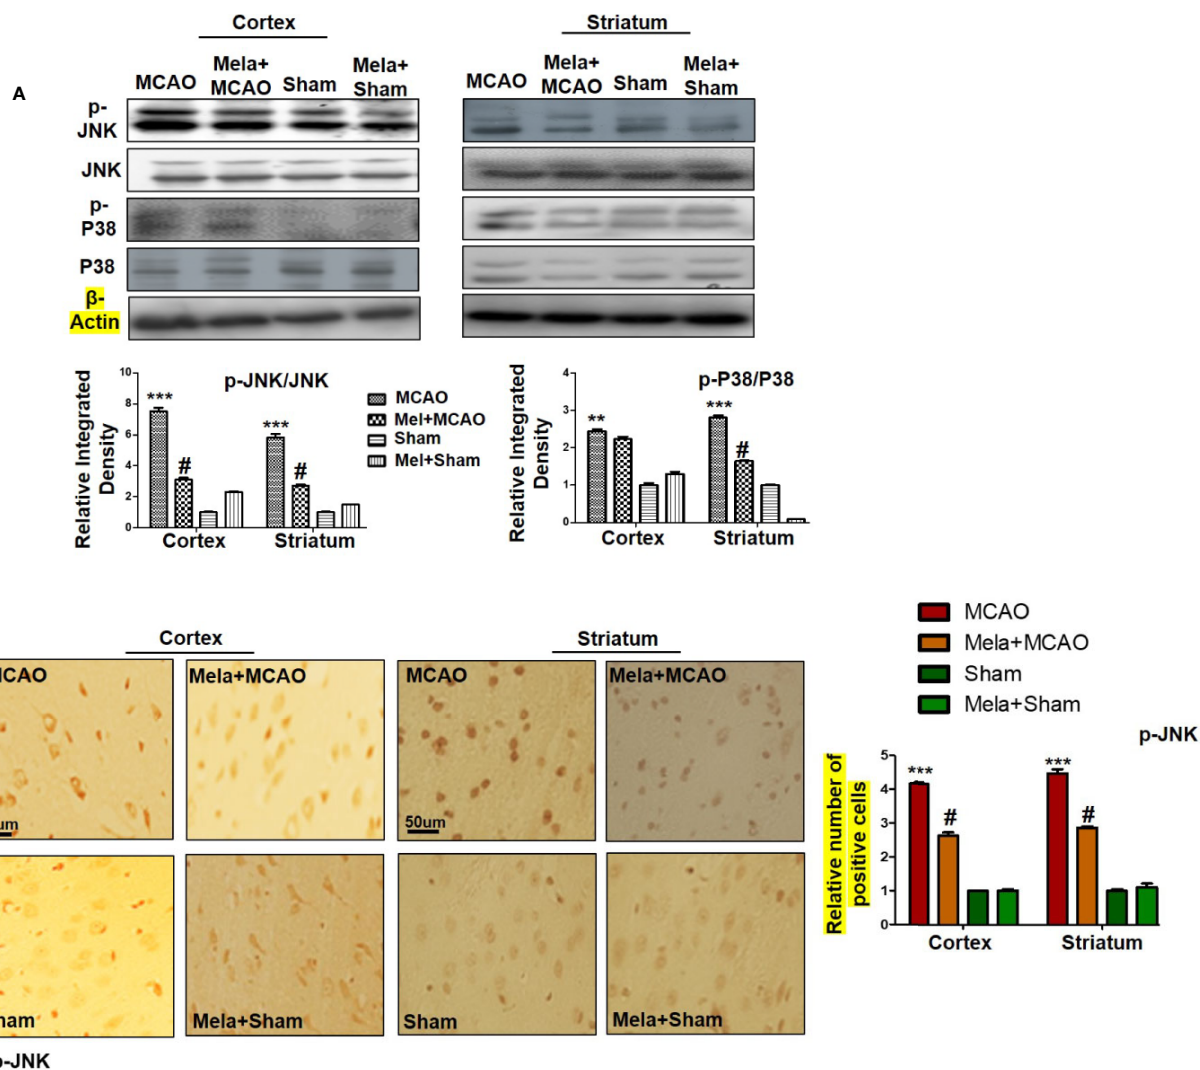 Cortex
Striatum
A
MCAO
Mela+
MCAO
Sham
Mela+
Sham
MCAO
Mela+
MCAO
Sham
Mela+
Sham
p-
JNK
JNK
p-
P38
P38
β-
Actin
Relative Integrated
Density
10
8
6
4
2
0
p-JNK/JNK
***
#
***
#
Cortex
Striatum
MCAO
Mel+MCAO
Sham
Mel+Sham
Relative Integrated
Density
4
3
2
1
0
p-P38/P38
**
***
#
Cortex
Striatum
Cortex
Striatum
CAO
Mela+MCAO
MCAO
Mela+MCAO
um
50um
ham
Mela+Sham
Sham
Mela+Sham
p-JNK
MCAO
Mela+MCAO
Sham
Mela+Sham
p-JNK
Relative number of
positive cells
5
4
3
2
1
0
***
#
***
#
Cortex
Striatum